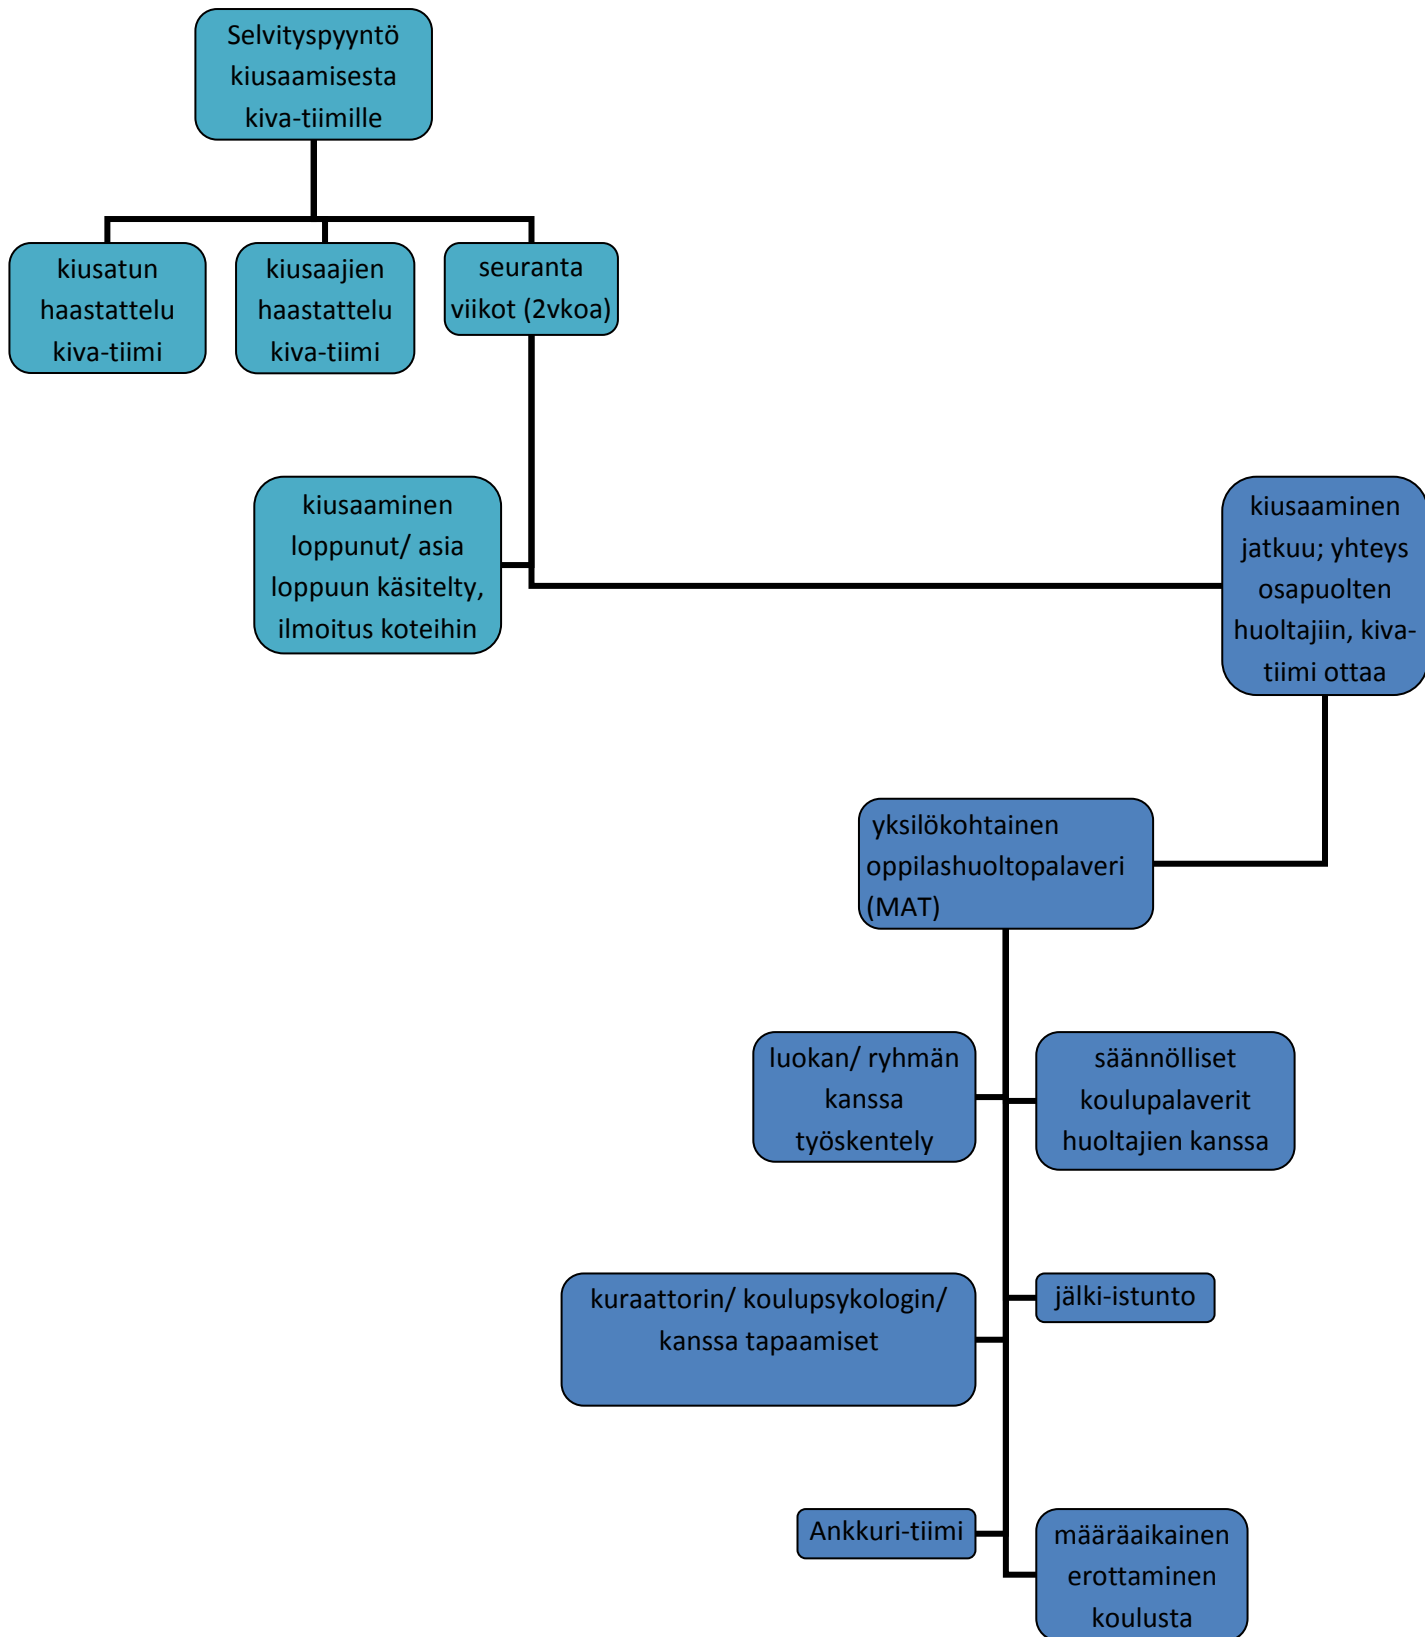 Selvityspyyntö
kiusaamisesta
kiva-tiimille
kiusatun
haastattelu
kiva-tiimi
kiusaajien
haastattelu
kiva-tiimi
seuranta
viikot (2vkoa)
kiusaaminen
loppunut/ asia
loppuun käsitelty,
ilmoitus koteihin
kiusaaminen
jatkuu; yhteys
osapuolten
huoltajiin, kiva-
tiimi ottaa
yksilökohtainen
oppilashuoltopalaveri
(MAT)
luokan/ ryhmän
kanssa
työskentely
säännölliset
koulupalaverit
huoltajien kanssa
kuraattorin/ koulupsykologin/
kanssa tapaamiset
jälki-istunto
Ankkuri-tiimi
määräaikainen
erottaminen
koulusta